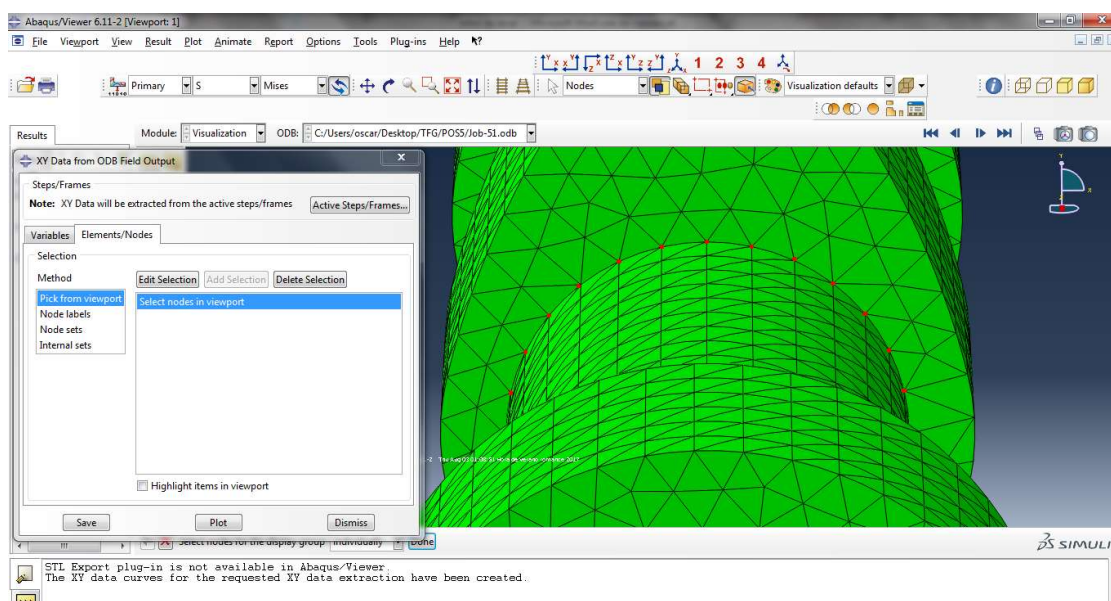 Abaqus/Viewer 6.11-2 [Viewport: 1]
File Viewport View Result Plot Animate Report Options Tools Plug-ins Help
1 2 3 4
Primary S Mises Nodes Visualization defaults
Results Module: Visualization ODB: C:/Users/oscar/Desktop/TFG/POS5/Job-51.odb
XY Data from ODB Field Output
Steps/Frames
Note: XY Data will be extracted from the active steps/frames Active Steps/Frames...
Variables Elements/Nodes
Selection
Method Edit Selection Add Selection Delete Selection
Pick from viewport Select nodes in viewport
Node labels
Node sets
Internal sets
Highlight items in viewport
Save Plot Dismiss
Select nodes for the display group individually Done
SIMULI
STL Export plug-in is not available in Abaqus/Viewer.
The XY data curves for the requested XY data extraction have been created.